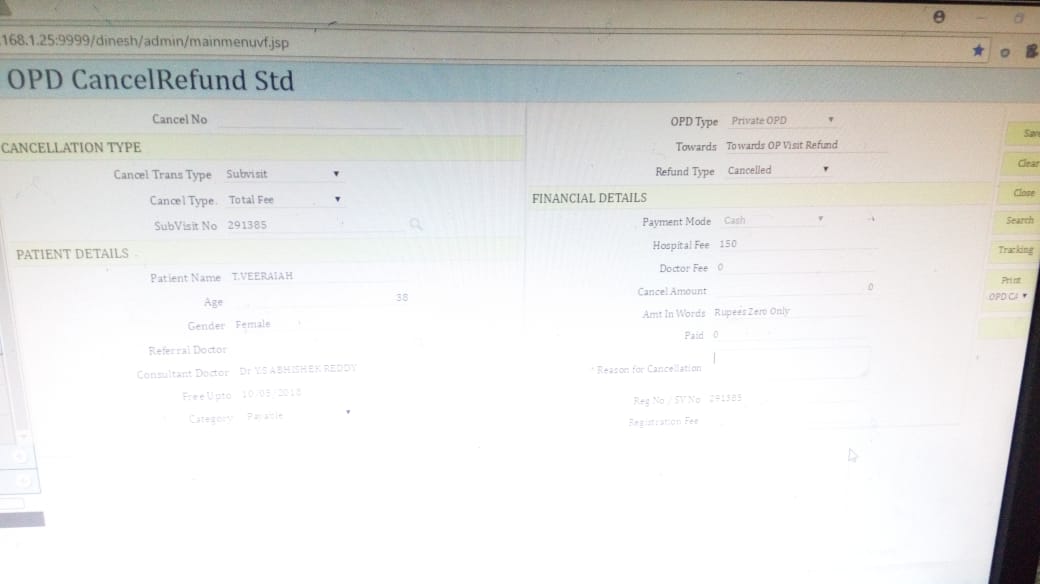 168.1.25:9999/dinesh/admin/mainmenuvf.jsp
OPD CancelRefund Std
Cancel No
CANCELLATION TYPE
Cancel Trans Type Subvisit
Cancel Type. Total Fee
SubVisit No 291385
PATIENT DETAILS
Patient Name T.VEERAIAH
Age 38
Gender Female
Referral Doctor
Consultant Doctor Dr Y.S ABHISHEK REDDY
Free Upto 10/05/2018
Category Payable
OPD Type Private OPD
Towards Towards OP Visit Refund
Refund Type Cancelled
FINANCIAL DETAILS
Payment Mode Cash
Hospital Fee 150
Doctor Fee 0
Cancel Amount 0
Amt In Words Rupees Zero Only
Paid 0
Reason for Cancellation
Reg No / SV No 291385
Registration Fee
Save
Clear
Close
Search
Tracking
Print
OPD CA